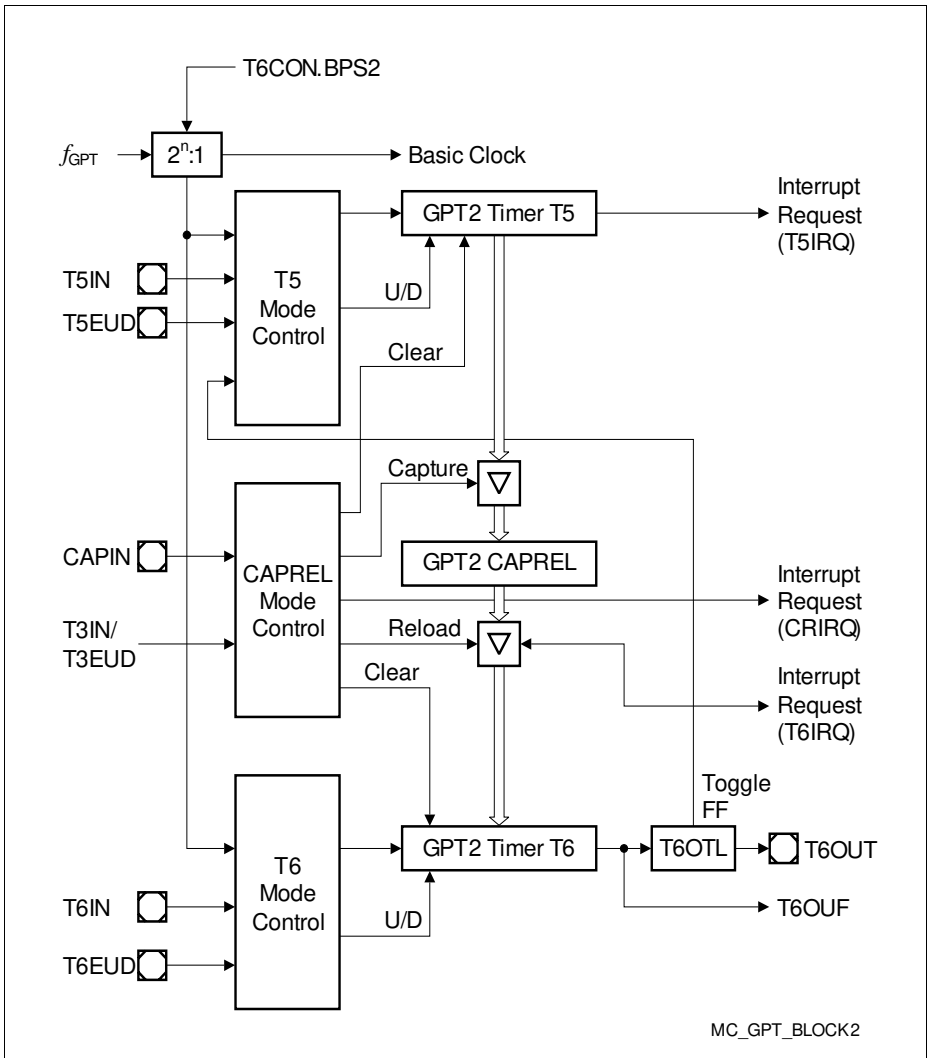 T6CON.BPS2
fGPT
2n:1
Basic Clock
GPT2 Timer T5
Interrupt
Request
(T5IRQ)
T5IN
T5
Mode
Control
U/D
T5EUD
Clear
Capture
CAPIN
GPT2 CAPREL
CAPREL
Mode
Control
Interrupt
Request
(CRIRQ)
T3IN/
T3EUD
Reload
Clear
Interrupt
Request
(T6IRQ)
Toggle
FF
GPT2 Timer T6
T6OTL
T6OUT
T6
Mode
Control
T6IN
U/D
T6OUF
T6EUD
MC_GPT_BLOCK2